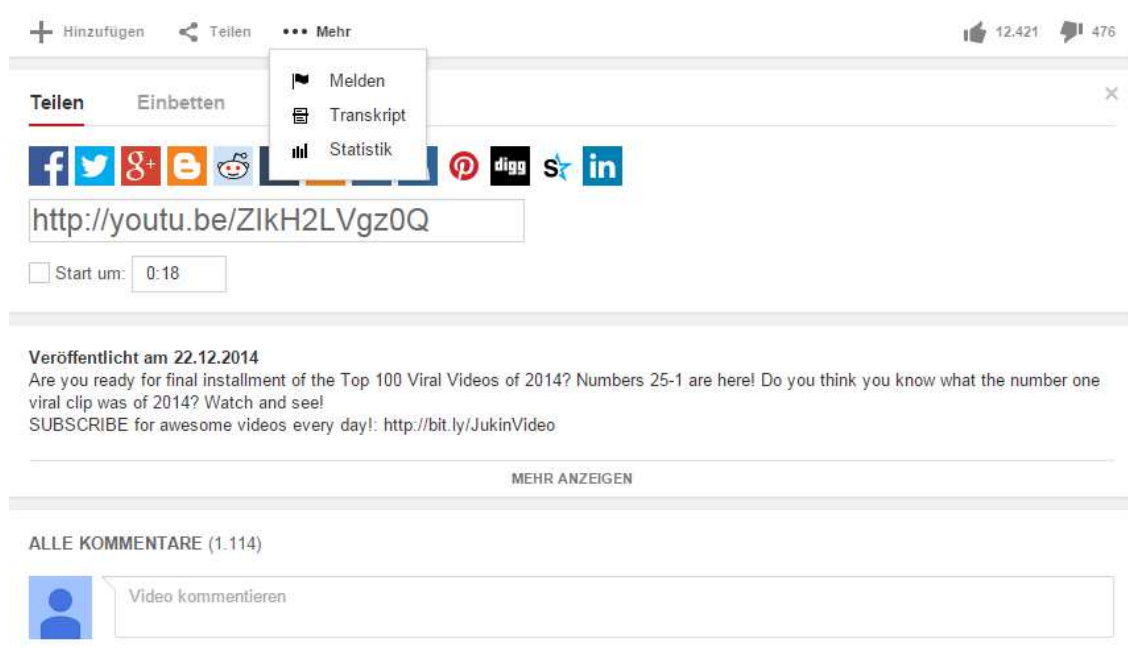 Hinzufügen Teilen Mehr 12.421 476
Melden
Transkript
Statistik
Teilen Einbetten
f g+ digg S in
http://youtu.be/ZIkH2LVgz0Q
Start um: 0:18
Veröffentlicht am 22.12.2014
Are you ready for final installment of the Top 100 Viral Videos of 2014? Numbers 25-1 are here! Do you think you know what the number one
viral clip was of 2014? Watch and see!
SUBSCRIBE for awesome videos every day!: http://bit.ly/JukinVideo
MEHR ANZEIGEN
ALLE KOMMENTARE (1.114)
Video kommentieren